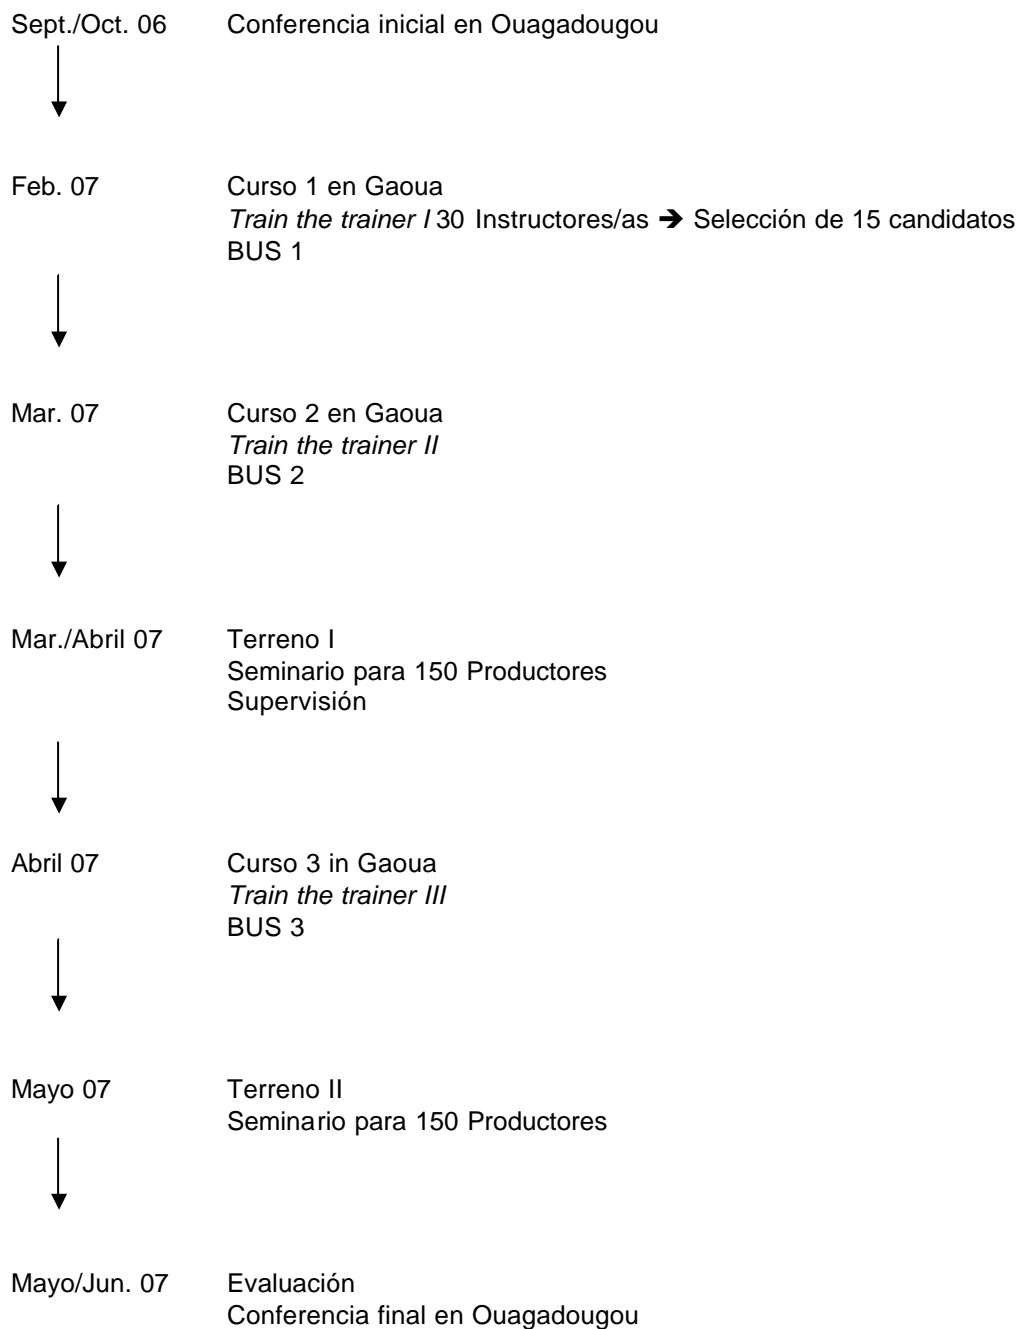 Sept./Oct. 06 Conferencia inicial en Ouagadougou
Feb. 07 Curso 1 en Gaoua
Train the trainer I 30 Instructores/as ➔ Selección de 15 candidatos
BUS 1
Mar. 07 Curso 2 en Gaoua
Train the trainer II
BUS 2
Mar./Abril 07 Terreno I
Seminario para 150 Productores
Supervisión
Abril 07 Curso 3 in Gaoua
Train the trainer III
BUS 3
Mayo 07 Terreno II
Seminario para 150 Productores
Mayo/Jun. 07 Evaluación
Conferencia final en Ouagadougou